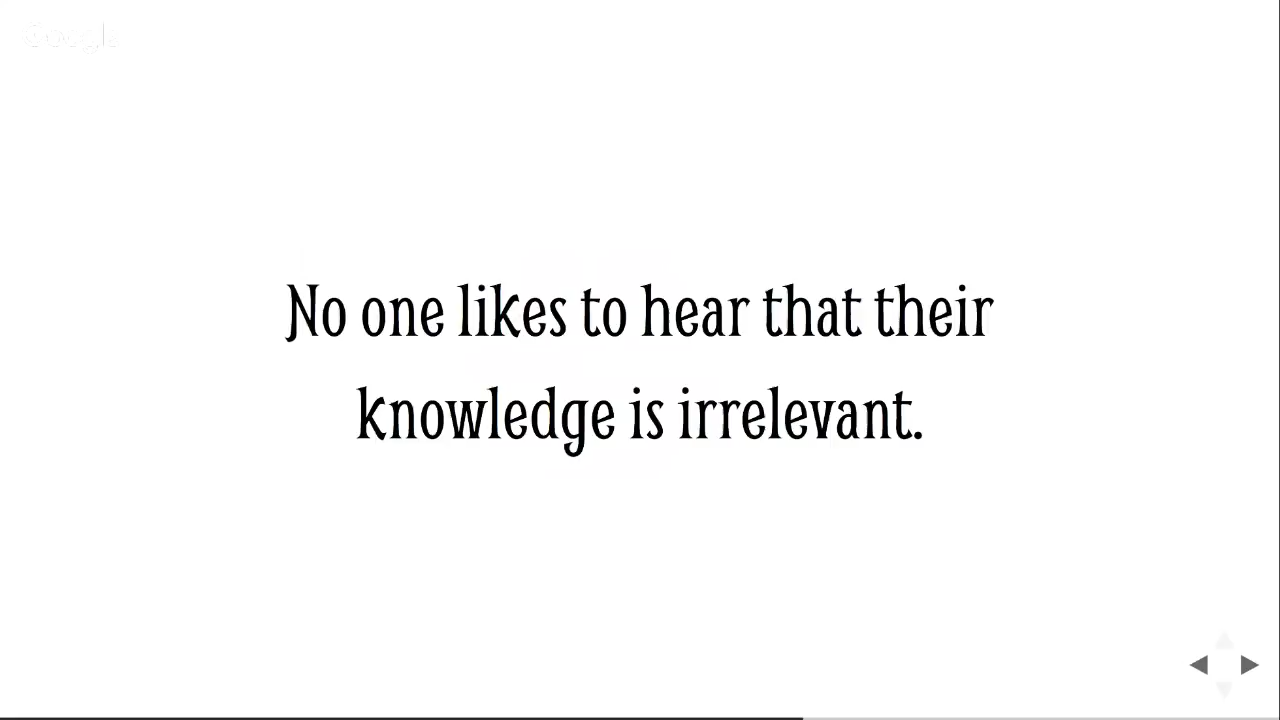 No one likes to hear that their
knowledge is irrelevant.